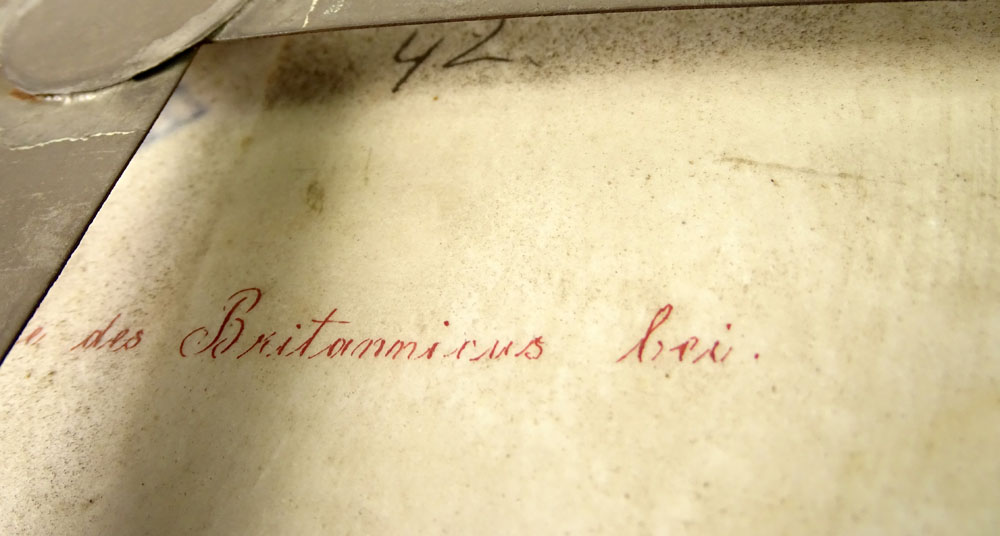 42.
des Britannicus bei.